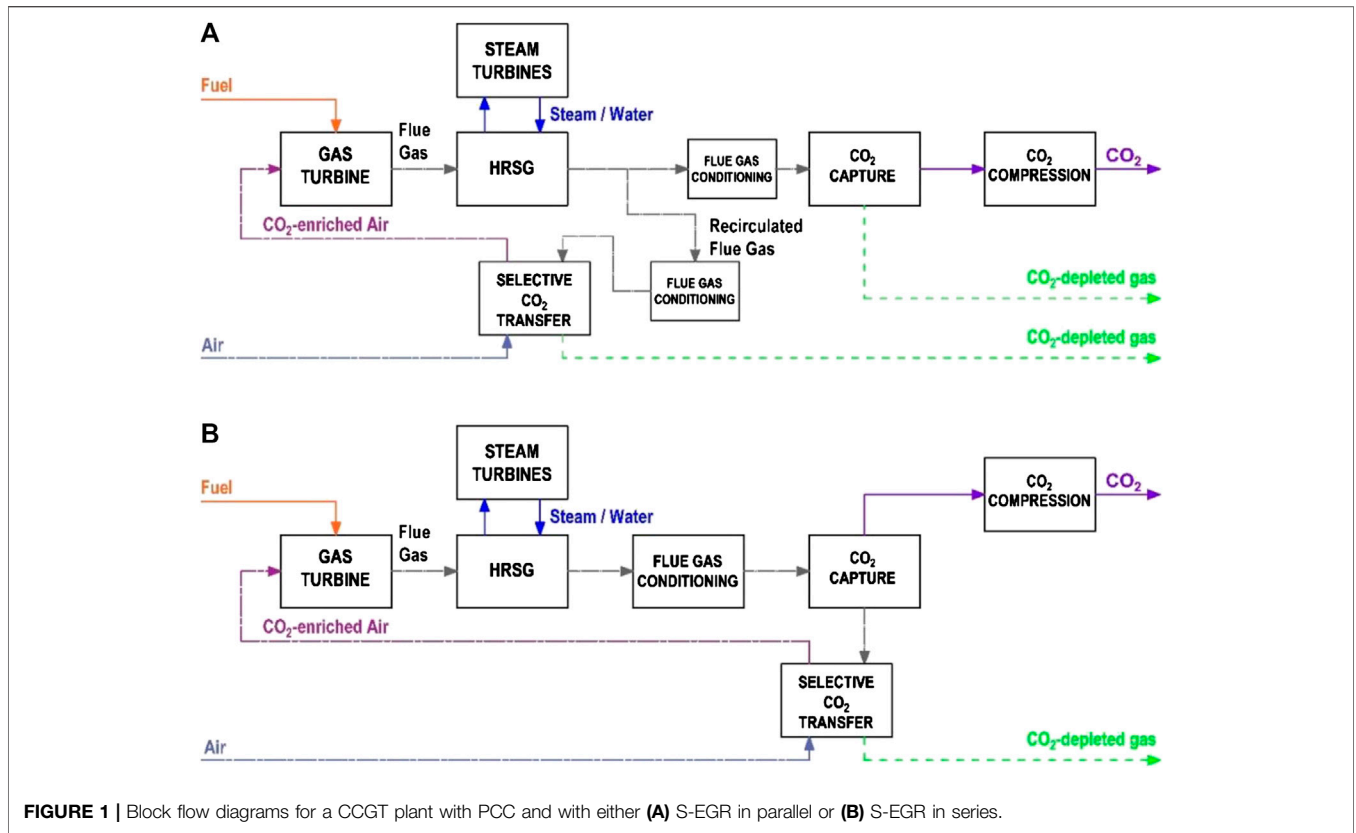 A
STEAM
TURBINES
Fuel
Steam / Water
Flue
Gas
GAS
TURBINE
HRSG
FLUE GAS
CONDITIONING
CO₂
CAPTURE
CO₂
COMPRESSION
CO₂
CO₂-enriched Air
Recirculated
Flue Gas
SELECTIVE
CO₂
TRANSFER
FLUE GAS
CONDITIONING
CO₂-depleted gas
Air
CO₂-depleted gas
B
STEAM
TURBINES
Fuel
Steam / Water
CO₂
COMPRESSION
CO₂
Flue
Gas
GAS
TURBINE
HRSG
FLUE GAS
CONDITIONING
CO₂
CAPTURE
CO₂-enriched Air
SELECTIVE
CO₂
TRANSFER
Air
CO₂-depleted gas
FIGURE 1 | Block flow diagrams for a CCGT plant with PCC and with either (A) S-EGR in parallel or (B) S-EGR in series.